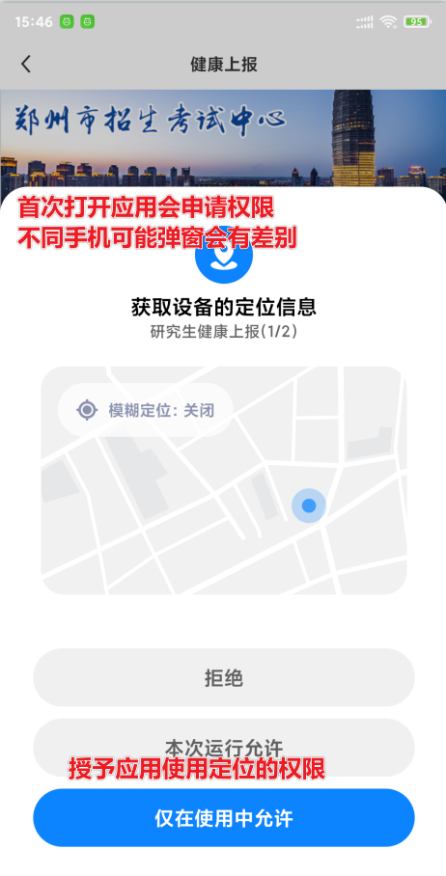 15:46
95
健康上报
郑州市招生考试中心
首次打开应用会申请权限
不同手机可能弹窗会有差别
获取设备的定位信息
研究生健康上报(1/2)
模糊定位: 关闭
拒绝
本次运行允许
授予应用使用定位的权限
仅在使用中允许